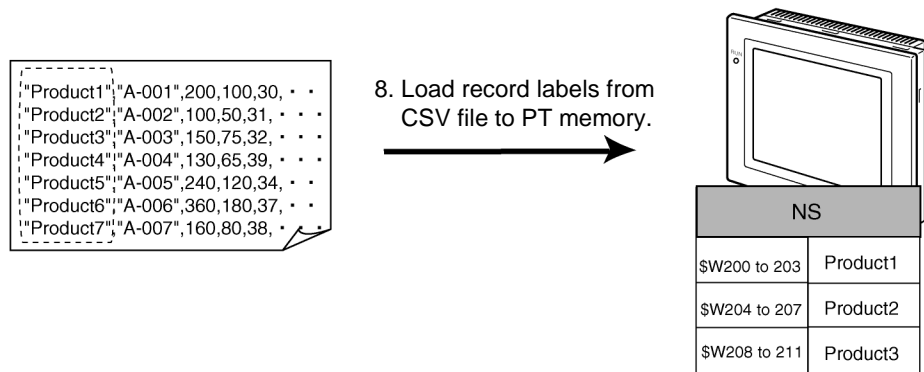 "Product1","A-001",200,100,30, · ·
"Product2","A-002",100,50,31, · · ·
"Product3","A-003",150,75,32, · · ·
"Product4","A-004",130,65,39, · · ·
"Product5","A-005",240,120,34, · ·
"Product6","A-006",360,180,37, · ·
"Product7","A-007",160,80,38, · · ·
8. Load record labels from
CSV file to PT memory.
RUN
NS
$W200 to 203 Product1
$W204 to 207 Product2
$W208 to 211 Product3